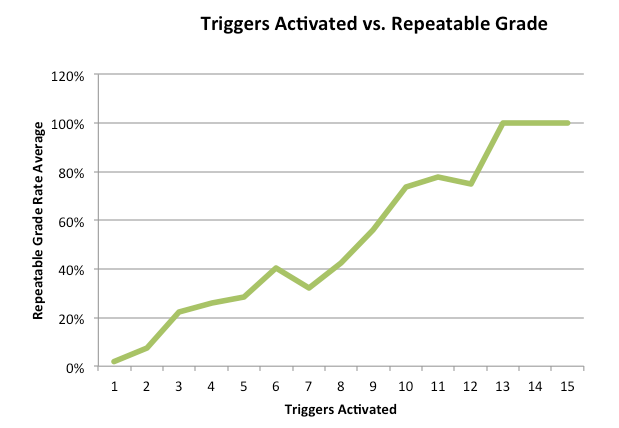 Triggers Activated vs. Repeatable Grade
Repeatable Grade Rate Average
120%
100%
80%
60%
40%
20%
0%
1 2 3 4 5 6 7 8 9 10 11 12 13 14 15
Triggers Activated